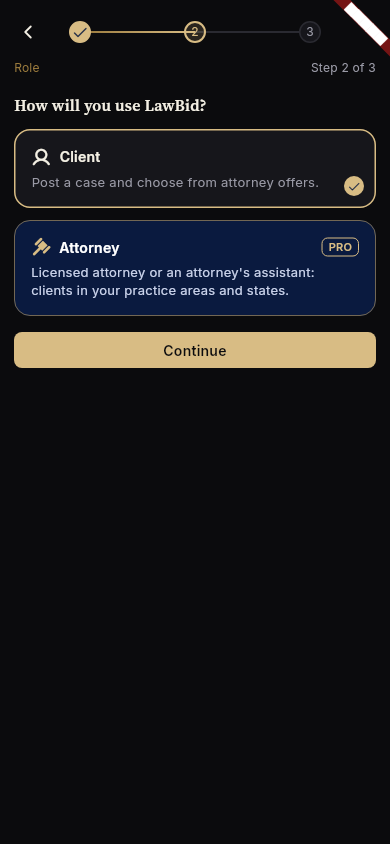 2
3
Role
Step 2 of 3
How will you use LawBid?
Client
Post a case and choose from attorney offers.
Attorney
PRO
Licensed attorney or an attorney's assistant:
clients in your practice areas and states.
Continue